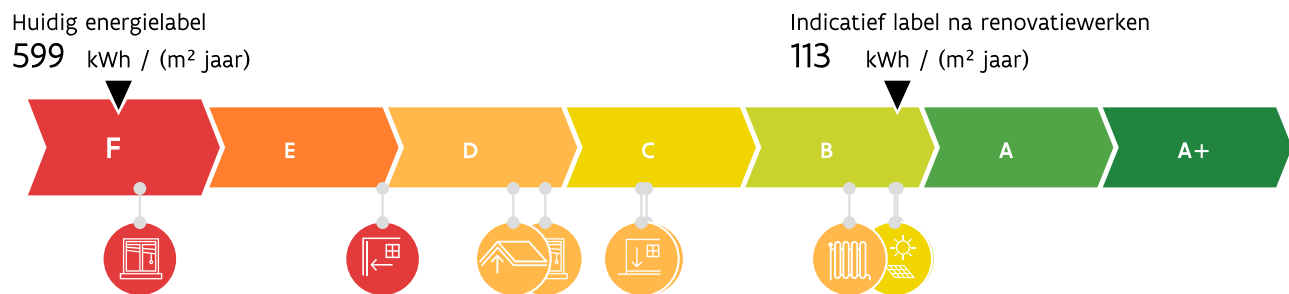 Huidig energielabel
599 kWh / (m² jaar)
Indicatief label na renovatiewerken
113 kWh / (m² jaar)
F E D C B A A+